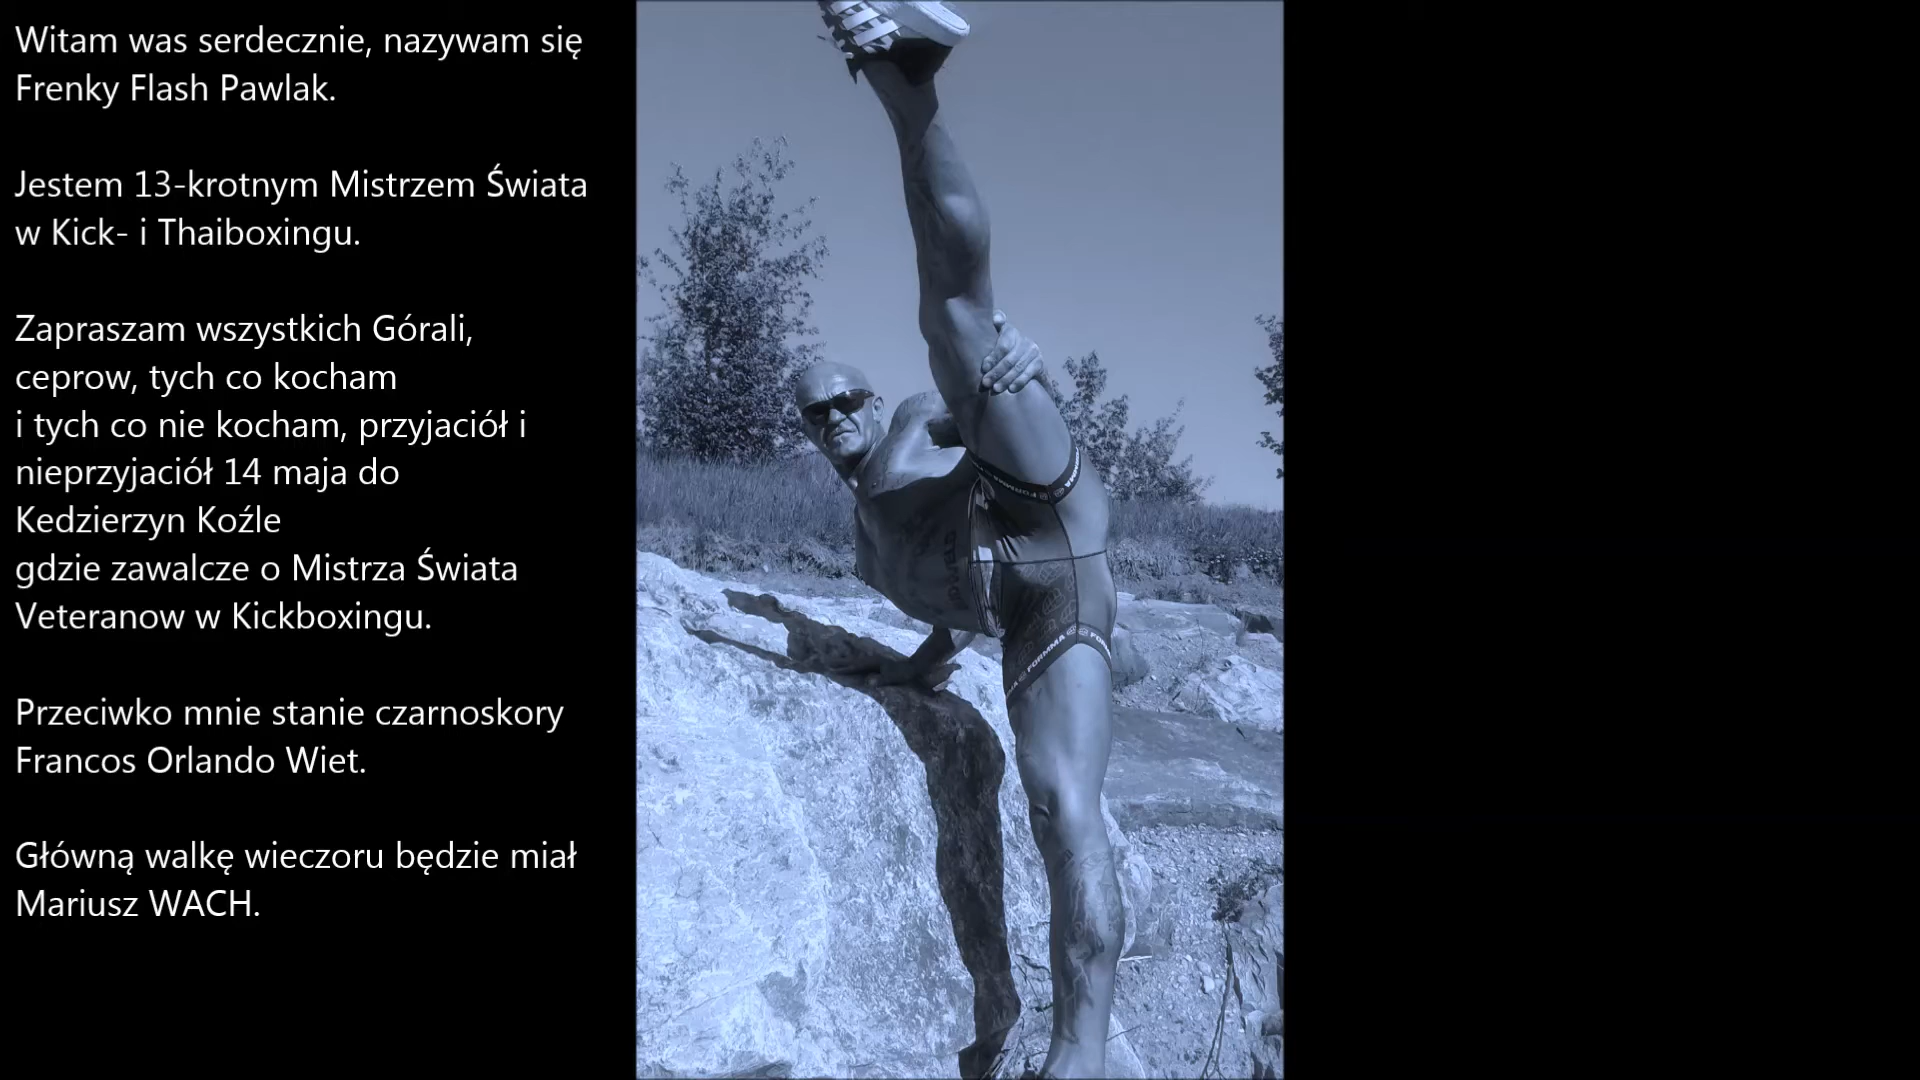 Witam was serdecznie, nazywam się
Frenky Flash Pawlak.
Jestem 13-krotnym Mistrzem Świata
w Kick- i Thaiboxingu.
Zapraszam wszystkich Górali,
ceprow, tych co kocham
i tych co nie kocham, przyjaciół i
nieprzyjaciół 14 maja do
Kedzierzyn Koźle
gdzie zawalcze o Mistrza Świata
Veteranow w Kickboxingu.
Przeciwko mnie stanie czarnoskory
Francos Orlando Wiet.
Główną walkę wieczoru będzie miał
Mariusz WACH.
FORMMA
FORMMA